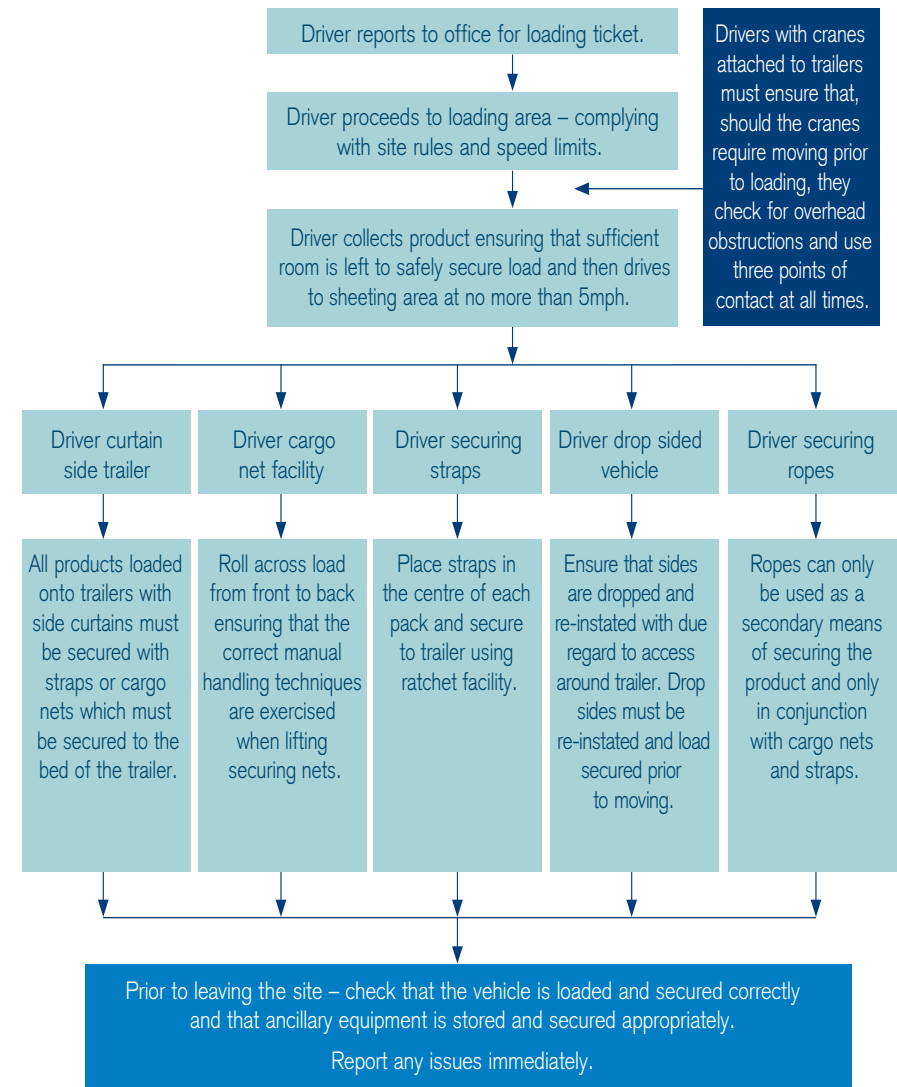 Driver reports to office for loading ticket.
Drivers with cranes
attached to trailers
must ensure that,
should the cranes
require moving prior
to loading, they
check for overhead
obstructions and use
three points of
contact at all times.
Driver proceeds to loading area – complying
with site rules and speed limits.
Driver collects product ensuring that sufficient
room is left to safely secure load and then drives
to sheeting area at no more than 5mph.
Driver curtain
side trailer
All products loaded
onto trailers with
side curtains must
be secured with
straps or cargo
nets which must
be secured to the
bed of the trailer.
Driver cargo
net facility
Roll across load
from front to back
ensuring that the
correct manual
handling techniques
are exercised
when lifting
securing nets.
Driver securing
straps
Place straps in
the centre of each
pack and secure
to trailer using
ratchet facility.
Driver drop sided
vehicle
Ensure that sides
are dropped and
re-instated with due
regard to access
around trailer. Drop
sides must be
re-instated and load
secured prior
to moving.
Driver securing
ropes
Ropes can only
be used as a
secondary means
of securing the
product and only
in conjunction
with cargo nets
and straps.
Prior to leaving the site – check that the vehicle is loaded and secured correctly
and that ancillary equipment is stored and secured appropriately.
Report any issues immediately.